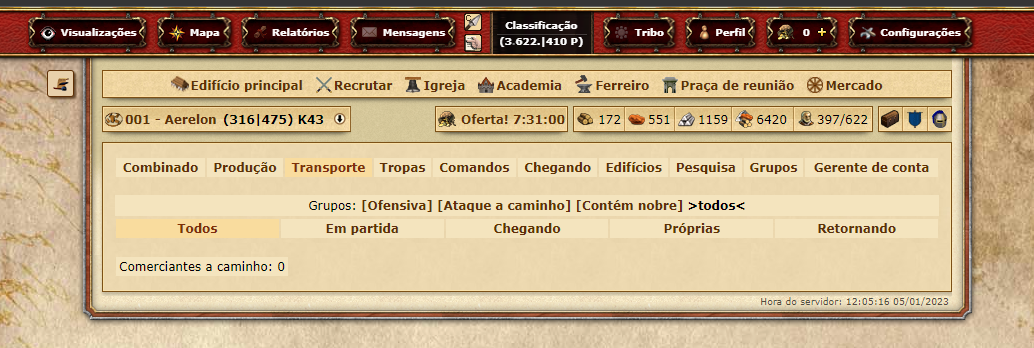 Visualizações Mapa Relatórios Mensagens Classificação Tribo Perfil 0 + Configurações
(3.622.|410 P)
Edifício principal Recrutar Igreja Academia Ferreiro Praça de reunião Mercado
001 - Aerelon (316|475) K43 Oferta! 7:31:00 172 551 1159 6420 397/622
Combinado Produção Transporte Tropas Comandos Chegando Edifícios Pesquisa Grupos Gerente de conta
Grupos: [Ofensiva] [Ataque a caminho] [Contém nobre] >todos<
Todos Em partida Chegando Próprias Retornando
Comerciantes a caminho: 0
Hora do servidor: 12:05:16 05/01/2023